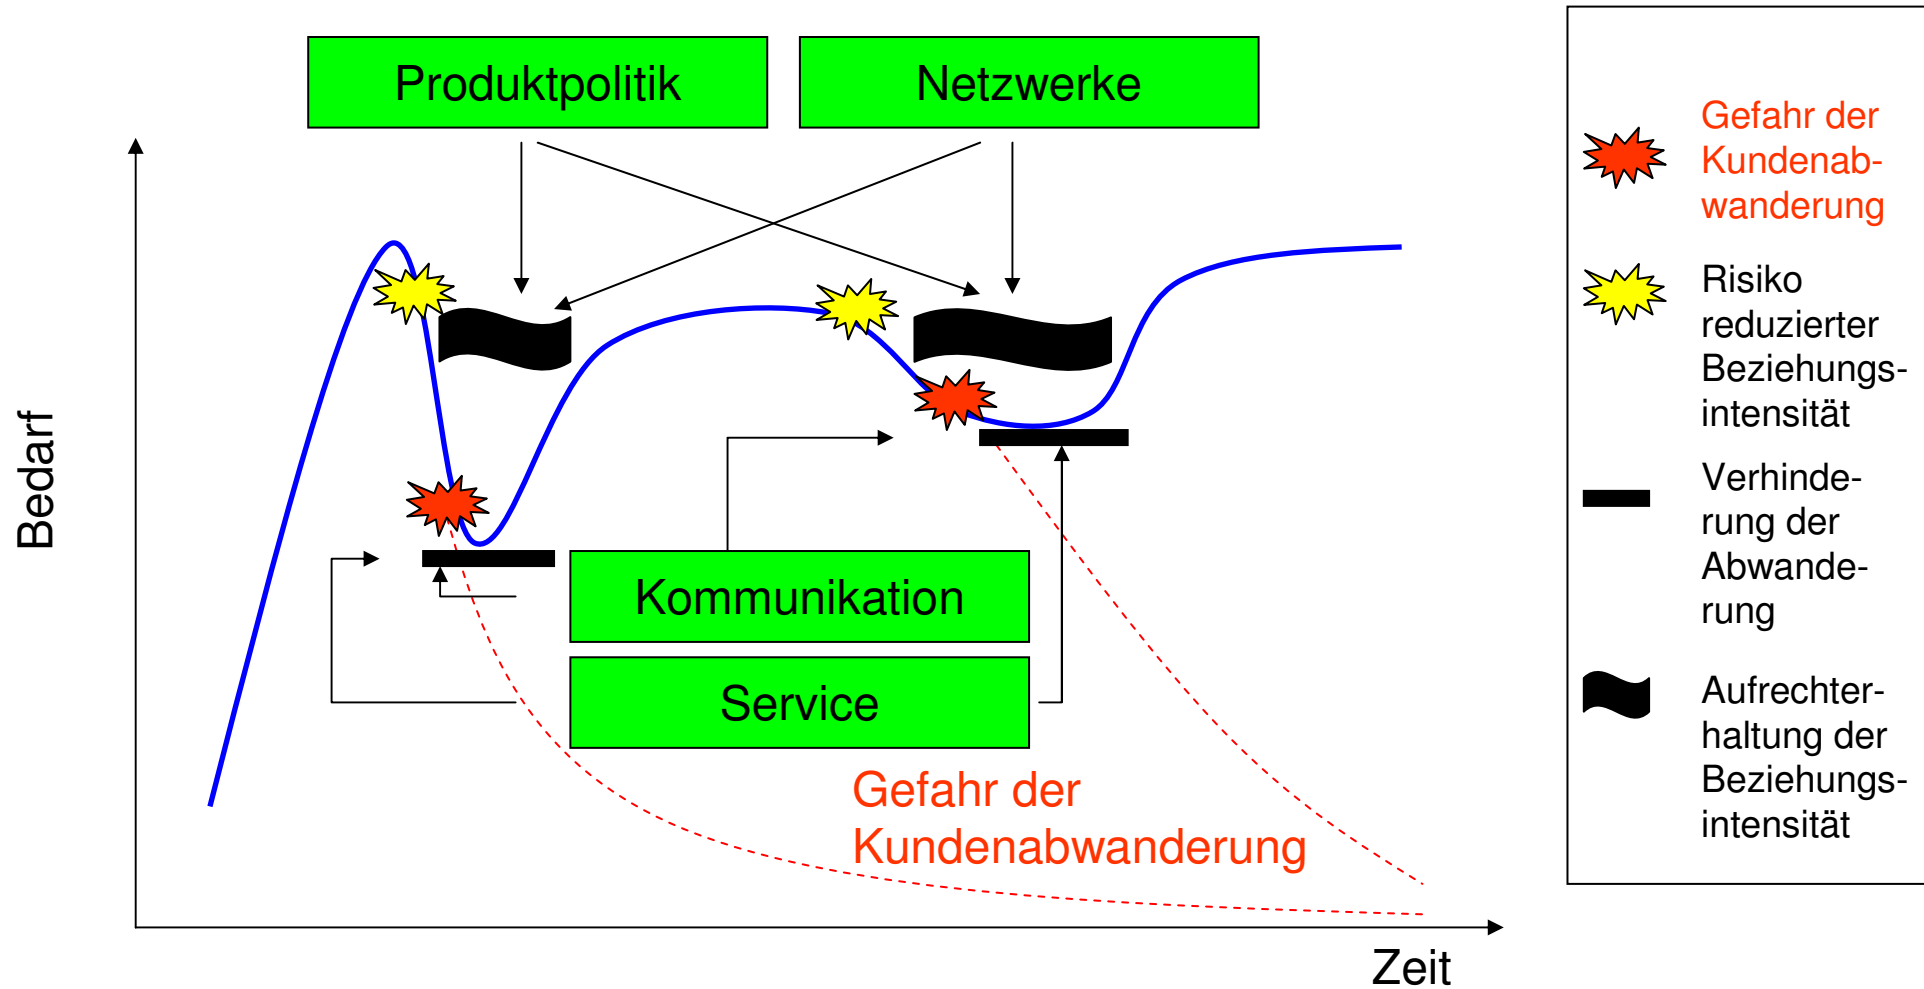 Produktpolitik
Netzwerke
Bedarf
Kommunikation
Service
Gefahr der
Kundenabwanderung
Zeit
Gefahr der
Kundenab-
wanderung
Risiko
reduzierter
Beziehungs-
intensität
Verhinde-
rung der
Abwande-
rung
Aufrechter-
haltung der
Beziehungs-
intensität